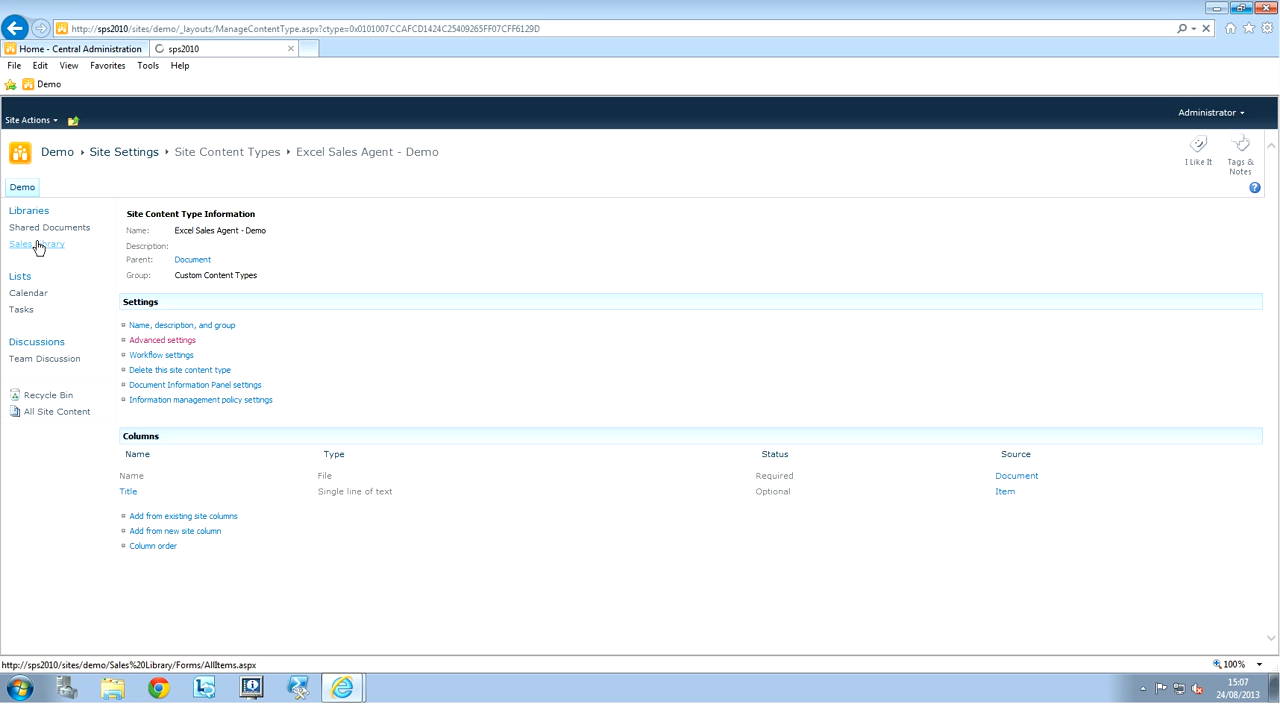 http://sps2010/sites/demo/_layouts/ManageContentType.aspx?ctype=0x0101007CCAFCD1424C25409265FF07CFF6129D
Home - Central Administration sps2010
File Edit View Favorites Tools Help
Demo
Site Actions Administrator
Demo Site Settings Site Content Types Excel Sales Agent - Demo
I Like It
Tags & Notes
Demo
Libraries
Shared Documents
Sales Library
Lists
Calendar
Tasks
Discussions
Team Discussion
Recycle Bin
All Site Content
Site Content Type Information
Name: Excel Sales Agent - Demo
Description:
Parent: Document
Group: Custom Content Types
Settings
Name, description, and group
Advanced settings
Workflow settings
Delete this site content type
Document Information Panel settings
Information management policy settings
Columns
Name Type Status Source
Name File Required Document
Title Single line of text Optional Item
Add from existing site columns
Add from new site column
Column order
http://sps2010/sites/demo/Sales%20Library/Forms/AllItems.aspx
100%
15:07
24/08/2013